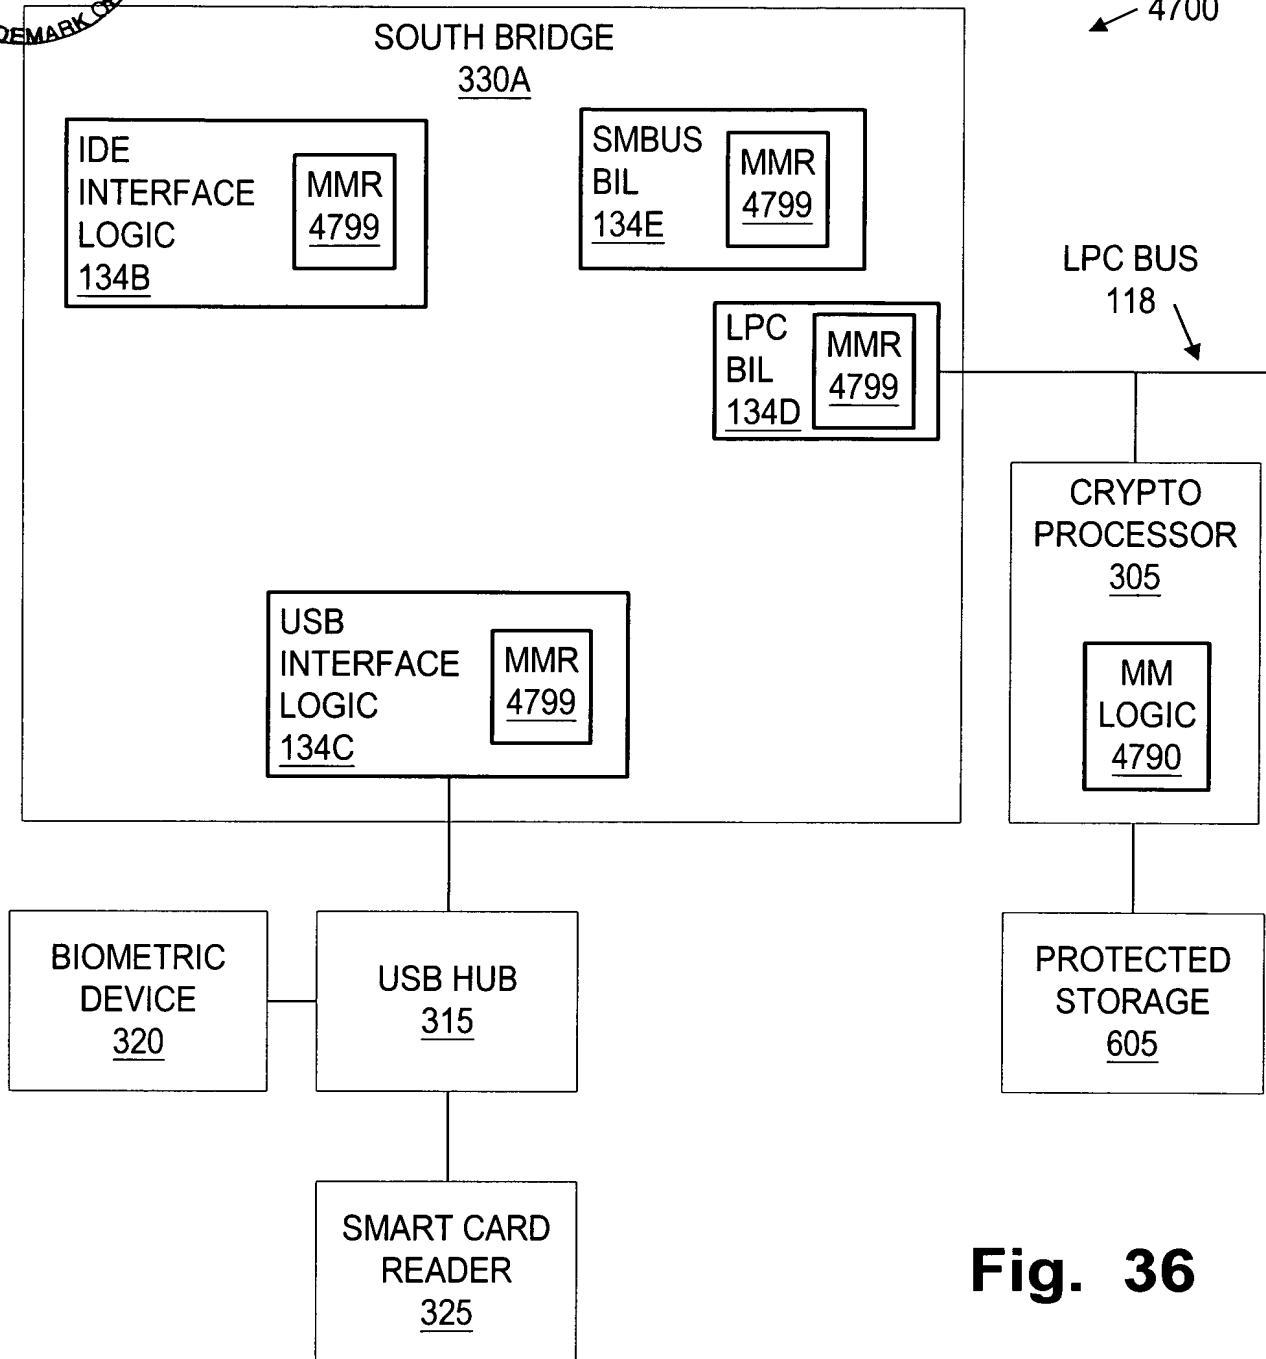 4700
DEMARK
SOUTH BRIDGE
330A
IDE
INTERFACE
LOGIC
134B
MMR
4799
SMBUS
BIL
134E
MMR
4799
LPC BUS
118
LPC
BIL
134D
MMR
4799
CRYPTO
PROCESSOR
305
MM
LOGIC
4790
USB
INTERFACE
LOGIC
134C
MMR
4799
BIOMETRIC
DEVICE
320
USB HUB
315
PROTECTED
STORAGE
605
SMART CARD
READER
325
Fig. 36